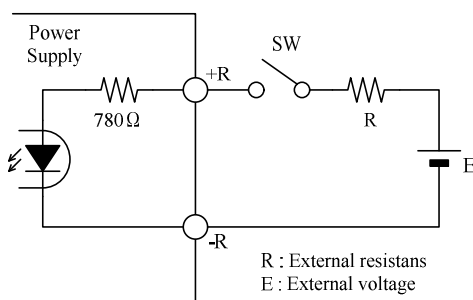 Power
Supply
+R
SW
780Ω
R
E
-R
R : External resistans
E : External voltage